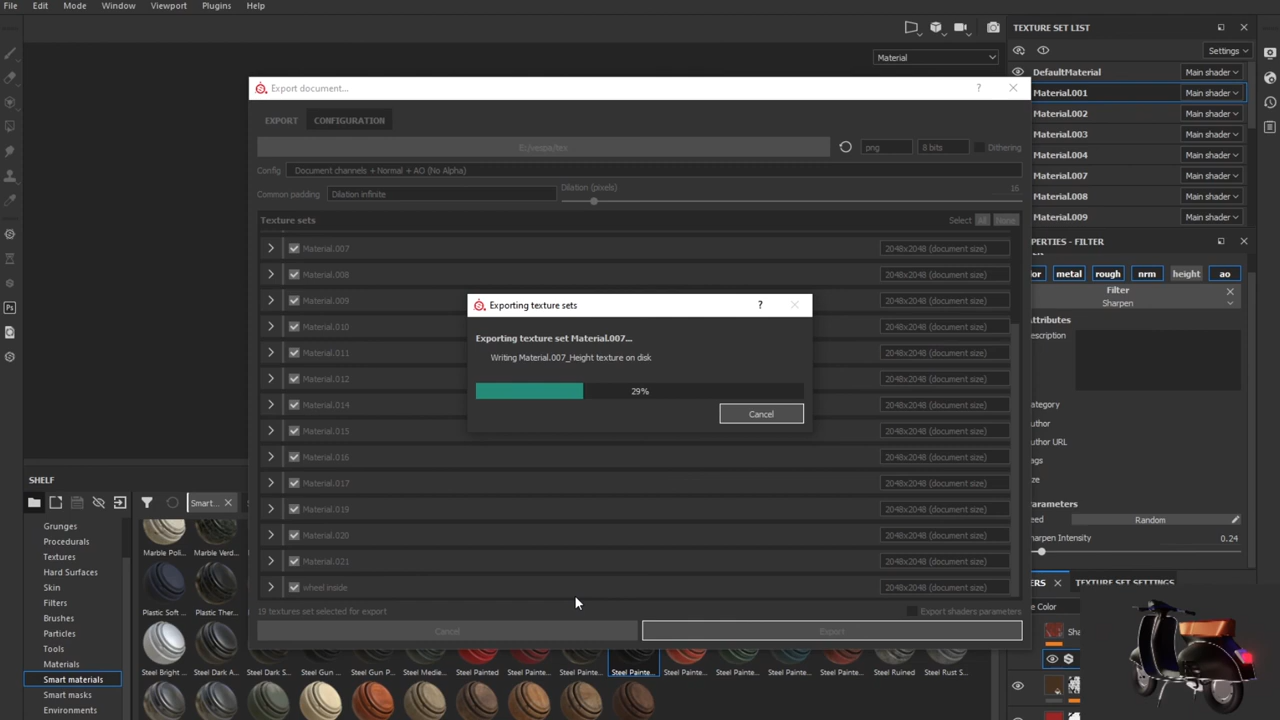 File Edit Mode Window Viewport Plugins Help
TEXTURE SET LIST
Material
Settings
DefaultMaterial Main shader
Material.001 Main shader
Material.002 Main shader
Material.003 Main shader
Material.004 Main shader
Material.007 Main shader
Material.008 Main shader
Material.009 Main shader
Export document...
EXPORT CONFIGURATION
E:/vespa/tex png 8 bits Dithering
Config Document channels + Normal + AO (No Alpha)
Common padding Dilation infinite Dilation (pixels) 16
Texture sets Select All None
Material.007 2048x2048 (document size)
Material.008 2048x2048 (document size)
Material.009 2048x2048 (document size)
Material.010 2048x2048 (document size)
Material.011 2048x2048 (document size)
Material.012 2048x2048 (document size)
Material.014 2048x2048 (document size)
Material.015 2048x2048 (document size)
Material.016 2048x2048 (document size)
Material.017 2048x2048 (document size)
Material.019 2048x2048 (document size)
Material.020 2048x2048 (document size)
Material.021 2048x2048 (document size)
wheel inside 2048x2048 (document size)
19 textures set selected for export Export shaders parameters
Cancel Export
Exporting texture sets ?
Exporting texture set Material.007...
Writing Material.007_Height texture on disk
29%
Cancel
PERTIES - FILTER
or metal rough nrm height ao
Filter
Sharpen
ttributes
escription
ategory
uthor
uthor URL
ags
ze
arameters
eed Random
harpen Intensity 0.24
ERS TEXTURE SET SETTINGS
e Color
Sha
SHELF
Smart...
Grunges
Procedurals
Textures
Hard Surfaces
Skin
Filters
Brushes
Particles
Tools
Materials
Smart materials
Smart masks
Environments
Marble Poli... Marble Verd...
Plastic Soft ... Plastic Ther...
Steel Bright ... Steel Dark A... Steel Dark S... Steel Gun ... Steel Gun P... Steel Medie... Steel Painted Steel Painte... Steel Painte... Steel Painte... Steel Painte... Steel Painte... Steel Painte... Steel Painte... Steel Ruined Steel Rust S...